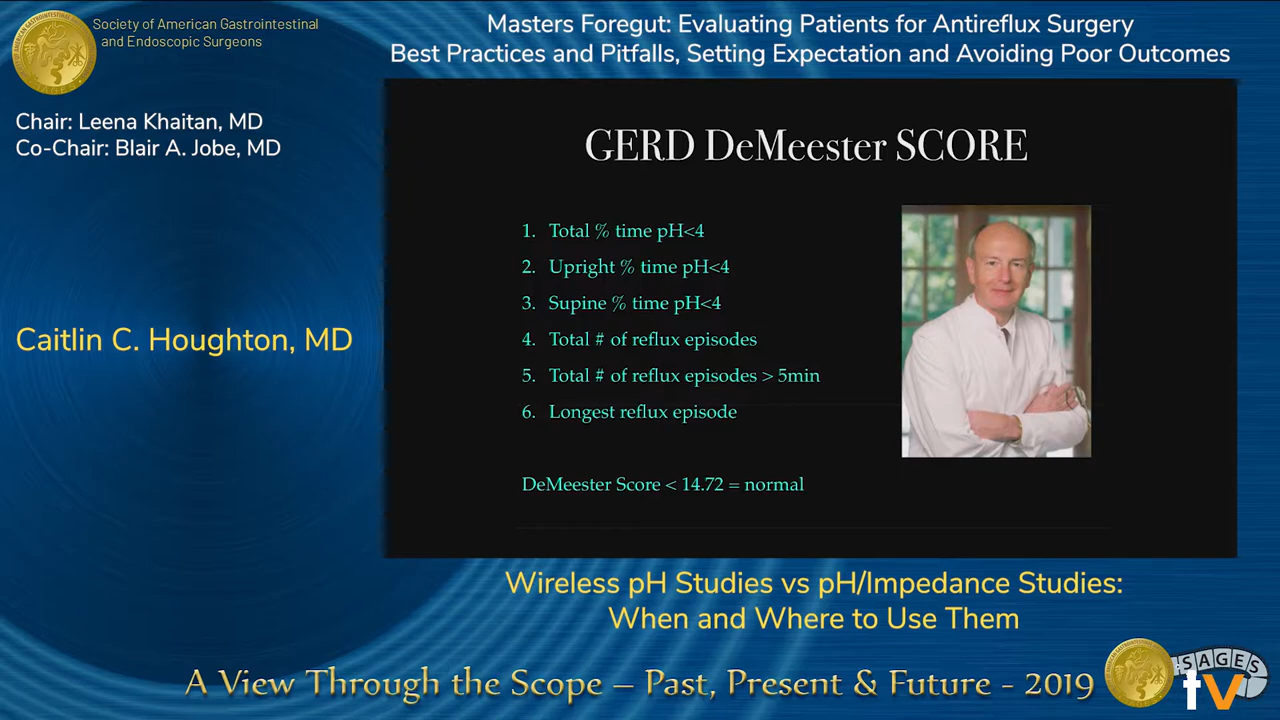 Society of American Gastrointestinal
and Endoscopic Surgeons
Masters Foregut: Evaluating Patients for Antireflux Surgery
Best Practices and Pitfalls, Setting Expectation and Avoiding Poor Outcomes
Chair: Leena Khaitan, MD
Co-Chair: Blair A. Jobe, MD
Caitlin C. Houghton, MD
GERD DeMeester SCORE
1. Total % time pH<4
2. Upright % time pH<4
3. Supine % time pH<4
4. Total # of reflux episodes
5. Total # of reflux episodes > 5min
6. Longest reflux episode
DeMeester Score < 14.72 = normal
Wireless pH Studies vs pH/Impedance Studies:
When and Where to Use Them
A View Through the Scope – Past, Present & Future - 2019
SAGES
tv